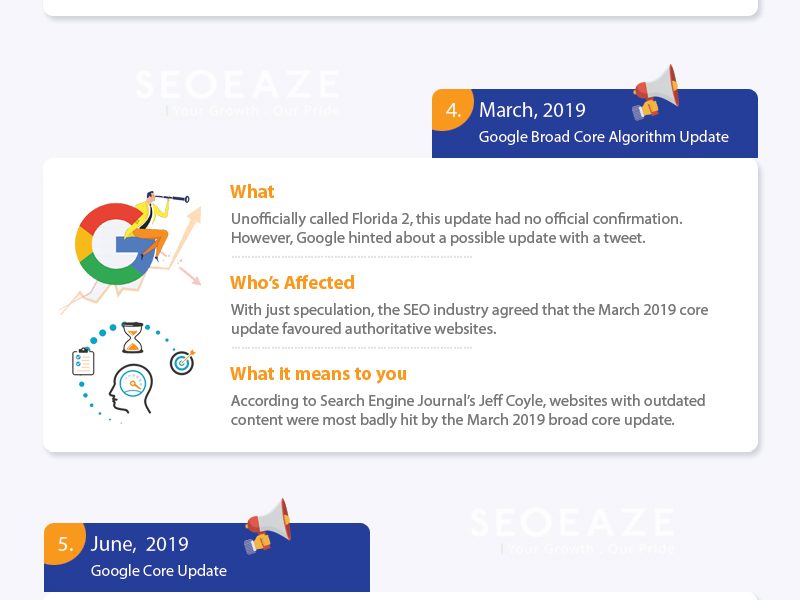 SEOEAZE
Your Growth . Our Pride
4. March, 2019
Google Broad Core Algorithm Update
What
Unofficially called Florida 2, this update had no official confirmation.
However, Google hinted about a possible update with a tweet.
Who's Affected
With just speculation, the SEO industry agreed that the March 2019 core
update favoured authoritative websites.
What it means to you
According to Search Engine Journal's Jeff Coyle, websites with outdated
content were most badly hit by the March 2019 broad core update.
5. June, 2019
Google Core Update
SEOEAZE
Your Growth . Our Pride